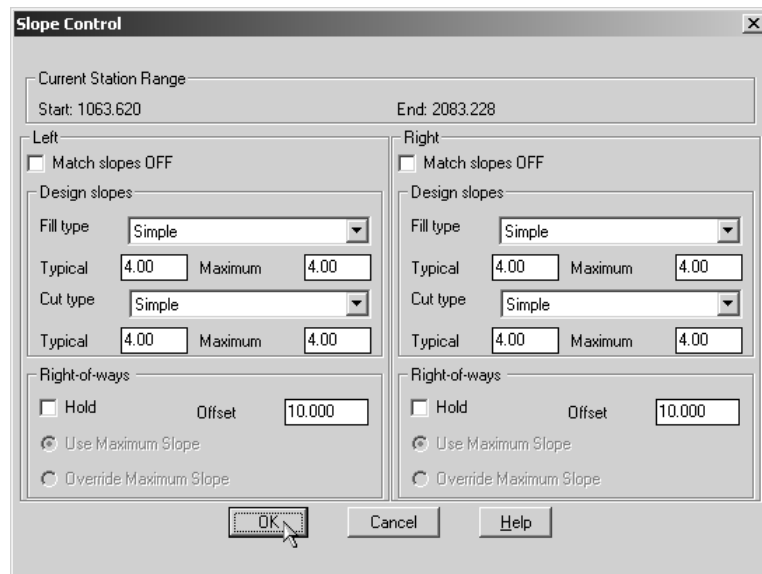 Slope Control
Current Station Range
Start: 1063.620 End: 2083.228
Left
Match slopes OFF
Design slopes
Fill type Simple
Typical 4.00 Maximum 4.00
Cut type Simple
Typical 4.00 Maximum 4.00
Right-of-ways
Hold Offset 10.000
Use Maximum Slope
Override Maximum Slope
Right
Match slopes OFF
Design slopes
Fill type Simple
Typical 4.00 Maximum 4.00
Cut type Simple
Typical 4.00 Maximum 4.00
Right-of-ways
Hold Offset 10.000
Use Maximum Slope
Override Maximum Slope
OK Cancel Help